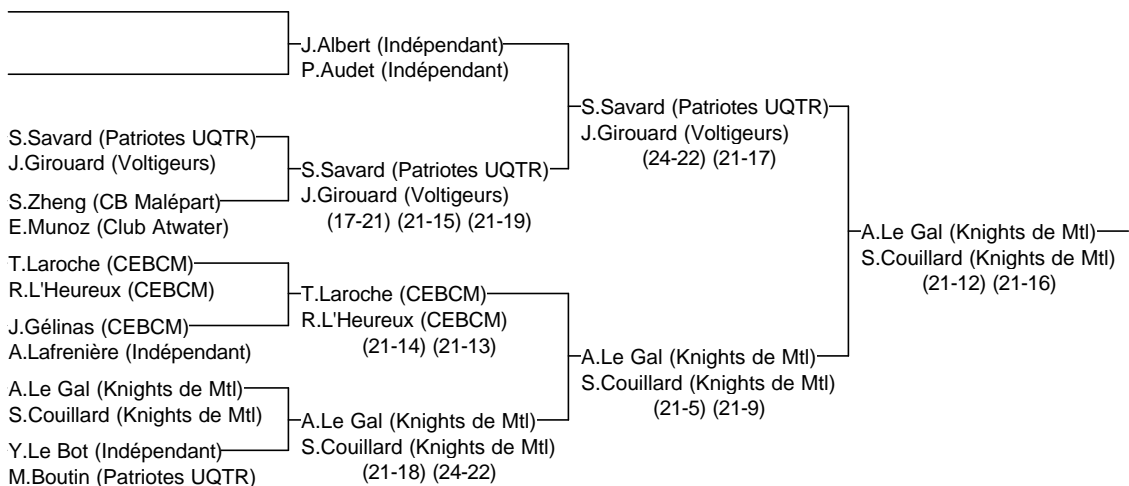 J.Albert (Indépendant)
P.Audet (Indépendant)
S.Savard (Patriotes UQTR)
J.Girouard (Voltigeurs)
(24-22) (21-17)
S.Savard (Patriotes UQTR)
J.Girouard (Voltigeurs)
S.Savard (Patriotes UQTR)
J.Girouard (Voltigeurs)
(17-21) (21-15) (21-19)
S.Zheng (CB Malépart)
E.Munoz (Club Atwater)
A.Le Gal (Knights de Mtl)
S.Couillard (Knights de Mtl)
(21-12) (21-16)
T.Laroche (CEBCM)
R.L'Heureux (CEBCM)
T.Laroche (CEBCM)
R.L'Heureux (CEBCM)
(21-14) (21-13)
J.Gélinas (CEBCM)
A.Lafrenière (Indépendant)
A.Le Gal (Knights de Mtl)
S.Couillard (Knights de Mtl)
(21-5) (21-9)
A.Le Gal (Knights de Mtl)
S.Couillard (Knights de Mtl)
A.Le Gal (Knights de Mtl)
S.Couillard (Knights de Mtl)
(21-18) (24-22)
Y.Le Bot (Indépendant)
M.Boutin (Patriotes UQTR)